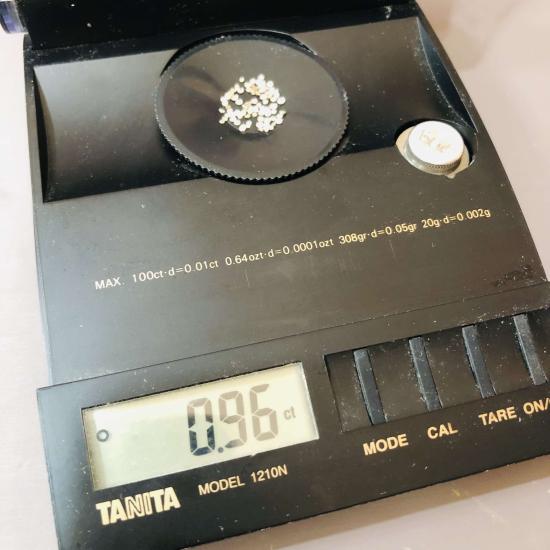 MAX. 100ct·d=0.01ct 0.64ozt·d=0.0001ozt 308gr·d=0.05gr 20g·d=0.002g
0.96 ct
MODE CAL TARE ON/
TANITA MODEL 1210N